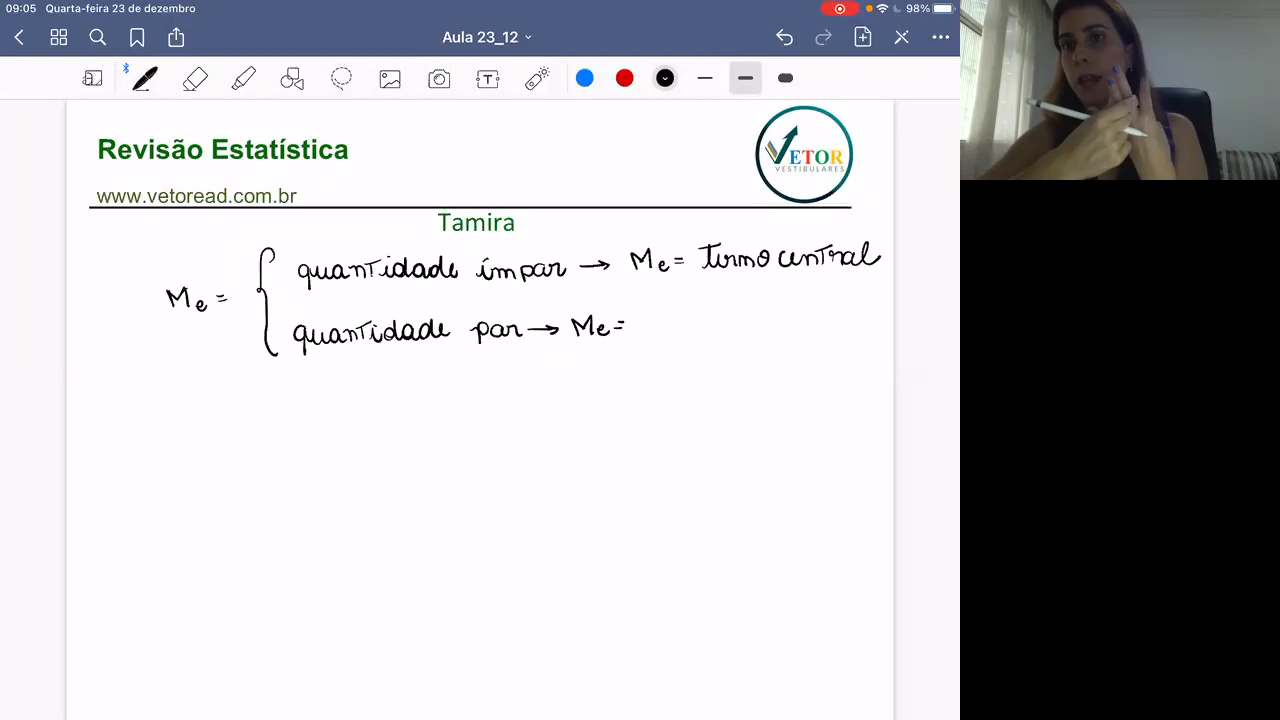 09:05 Quarta-feira 23 de dezembro 98%
Aula 23_12
T
Revisão Estatística
VETOR
VESTIBULARES
www.vetoread.com.br
Tamira
quantidade ímpar → Me = termo central
Me =
quantidade par → Me =